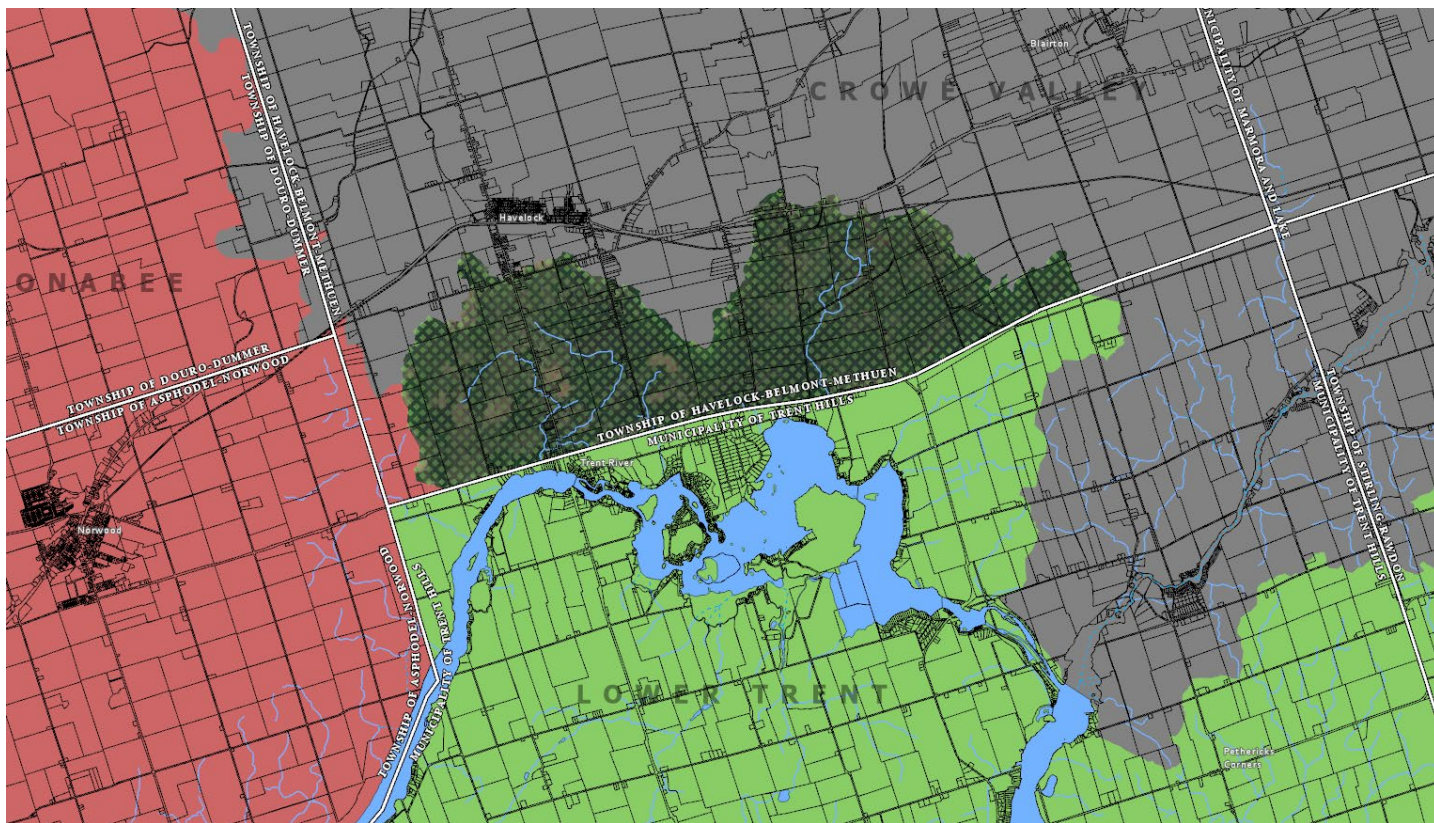 Blairton
CROWE VALLEY
NICIPALITY OF MARMORA AND LAKE
TOWNSHIP OF HAVELOCK-BELMONT-METHUEN
TOWNSHIP OF DOURO-DUMMER
Havelock
ONABEE
TOWNSHIP OF DOURO-DUMMER
TOWNSHIP OF ASPHODEL-NORWOOD
TOWNSHIP OF HAVELOCK-BELMONT-METHUEN
MUNICIPALITY OF TRENT HILLS
TOWNSHIP OF STIRLING-RAWDON
MUNICIPALITY OF TRENT HILLS
Trent River
Norwood
TOWNSHIP OF ASPHODEL-NORWOOD
MUNICIPALITY OF TRENT HILLS
LOWER TRENT
Pethericks
Corners